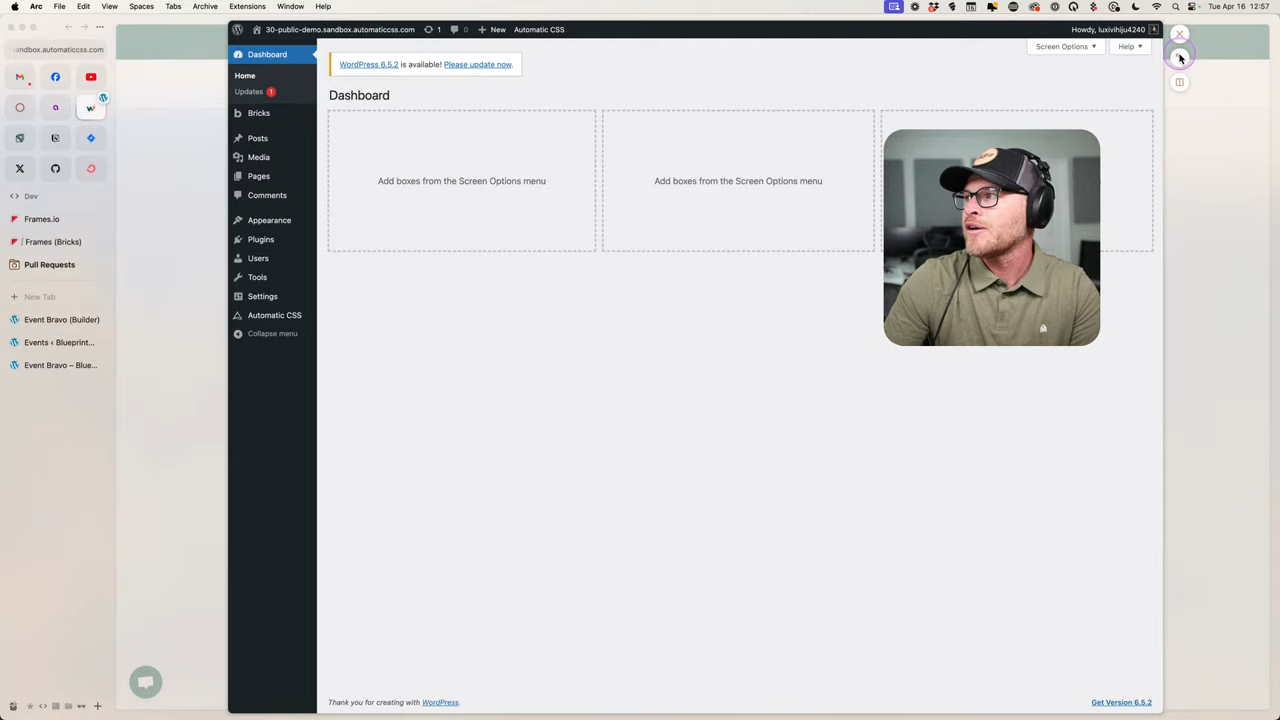 Arc File Edit View Spaces Tabs Archive Extensions Window Help
Tue Apr 16 12:57
sandbox.automaticcss.com
Dev
Frames.io
/ Frames (Bricks)
Pull Requests
New Tab
Event Bravo (Builder)
Events ‹ Blueprint...
Event Bravo – Blue...
30-public-demo.sandbox.automaticcss.com 1 0 New Automatic CSS
Howdy, luxivihiju4240
Dashboard
Home
Updates 1
Bricks
Posts
Media
Pages
Comments
Appearance
Plugins
Users
Tools
Settings
Automatic CSS
Collapse menu
Screen Options Help
WordPress 6.5.2 is available! Please update now.
Dashboard
Add boxes from the Screen Options menu
Add boxes from the Screen Options menu
Thank you for creating with WordPress.
Get Version 6.5.2